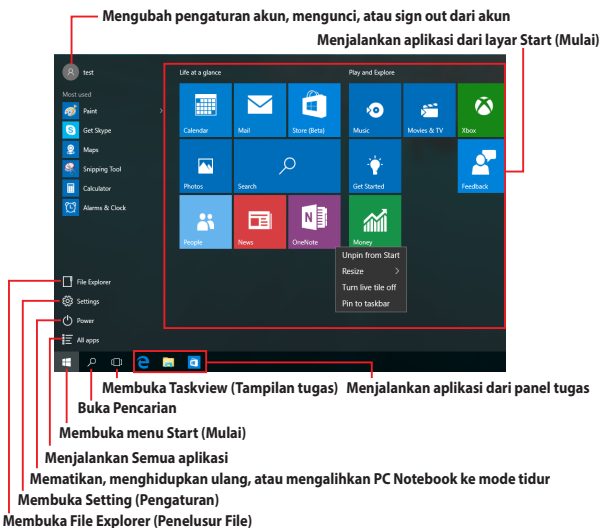 Mengubah pengaturan akun, mengunci, atau sign out dari akun
Menjalankan aplikasi dari layar Start (Mulai)
test
Life at a glance
Play and Explore
Most used
Paint
Get Skype
Maps
Snipping Tool
Calculator
Alarms & Clock
Calendar
Mail
Store (Beta)
Music
Movies & TV
Xbox
Photos
Search
Get Started
Feedback
People
News
OneNote
Money
Unpin from Start
Resize
Turn live tile off
Pin to taskbar
File Explorer
Settings
Power
All apps
Membuka Taskview (Tampilan tugas)
Menjalankan aplikasi dari panel tugas
Buka Pencarian
Membuka menu Start (Mulai)
Menjalankan Semua aplikasi
Mematikan, menghidupkan ulang, atau mengalihkan PC Notebook ke mode tidur
Membuka Setting (Pengaturan)
Membuka File Explorer (Penelusur File)